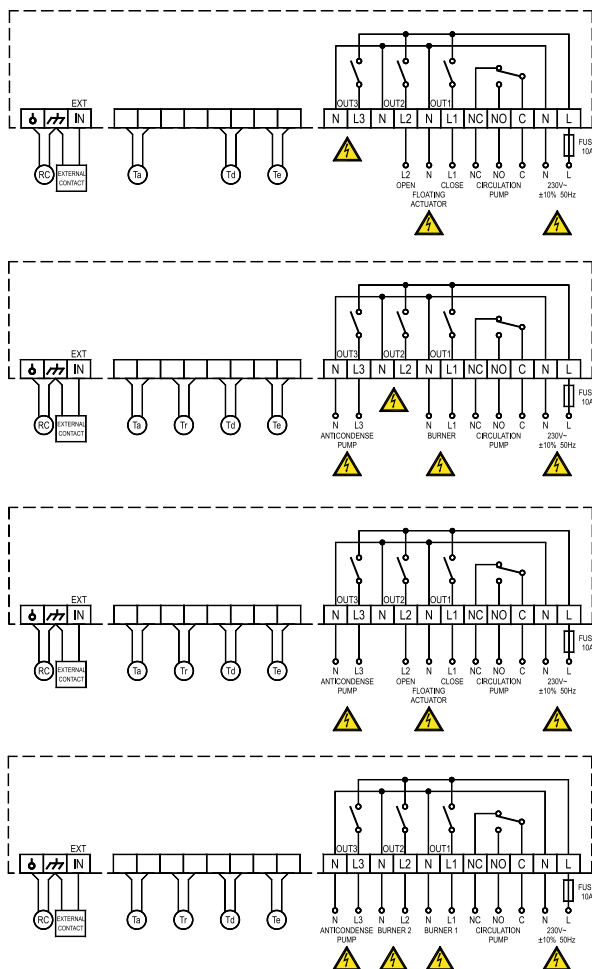 EXT
OUT3 OUT2 OUT1
IN N L3 N L2 N L1 NC NO C N L
FUS
10A
RC EXTERNAL CONTACT Ta Td Te
L2 N L1 NC NO C N L
OPEN CLOSE CIRCULATION PUMP 230V~
FLOATING ACTUATOR ±10% 50Hz
EXT
OUT3 OUT2 OUT1
IN N L3 N L2 N L1 NC NO C N L
FUS
10A
RC EXTERNAL CONTACT Ta Tr Td Te
N L3 N L1 NC NO C N L
ANTICONDENSE PUMP BURNER CIRCULATION PUMP 230V~
±10% 50Hz
EXT
OUT3 OUT2 OUT1
IN N L3 N L2 N L1 NC NO C N L
FUS
10A
RC EXTERNAL CONTACT Ta Tr Td Te
N L3 L2 N L1 NC NO C N L
ANTICONDENSE PUMP OPEN CLOSE CIRCULATION PUMP 230V~
FLOATING ACTUATOR ±10% 50Hz
EXT
OUT3 OUT2 OUT1
IN N L3 N L2 N L1 NC NO C N L
FUS
10A
RC EXTERNAL CONTACT Ta Tr Td Te
N L3 N L2 N L1 NC NO C N L
ANTICONDENSE PUMP BURNER 2 BURNER 1 CIRCULATION PUMP 230V~
±10% 50Hz